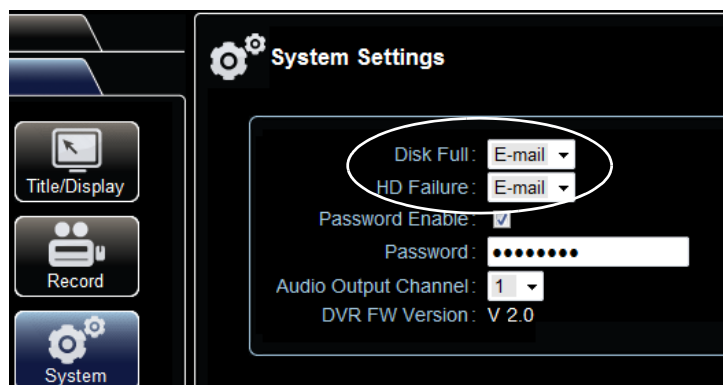 System Settings
Title/Display
Record
System
Disk Full: E-mail
HD Failure: E-mail
Password Enable:
Password: ●●●●●●●●
Audio Output Channel: 1
DVR FW Version: V 2.0